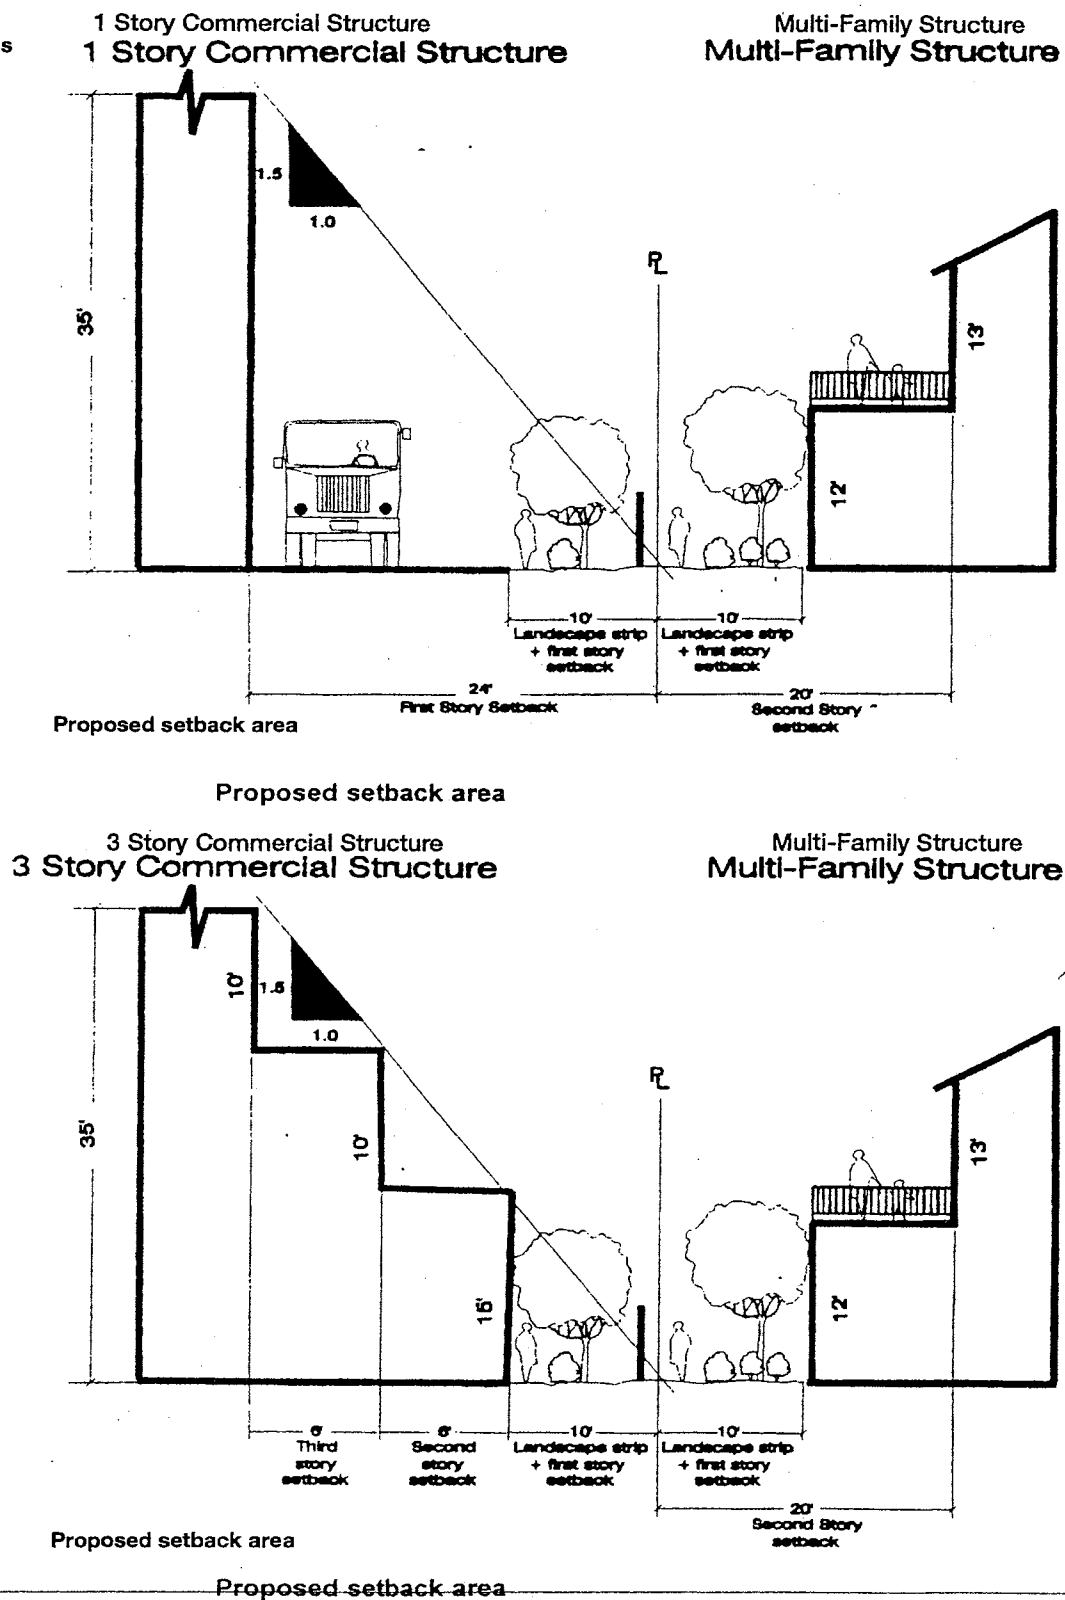 s
1 Story Commercial Structure
Multi-Family Structure
1 Story Commercial Structure
Multi-Family Structure
1.5
1.0
PL
35'
13'
12'
10'
10'
Landscape strip
+ first story
setback
Landscape strip
+ first story
setback
24'
First Story Setback
20'
Second Story
setback
Proposed setback area
Proposed setback area
3 Story Commercial Structure
Multi-Family Structure
3 Story Commercial Structure
Multi-Family Structure
10'
1.5
1.0
PL
35'
10'
13'
15'
12'
6'
Third
story
setback
6'
Second
story
setback
10'
Landscape strip
+ first story
setback
10'
Landscape strip
+ first story
setback
20'
Second Story
setback
Proposed setback area
Proposed setback area